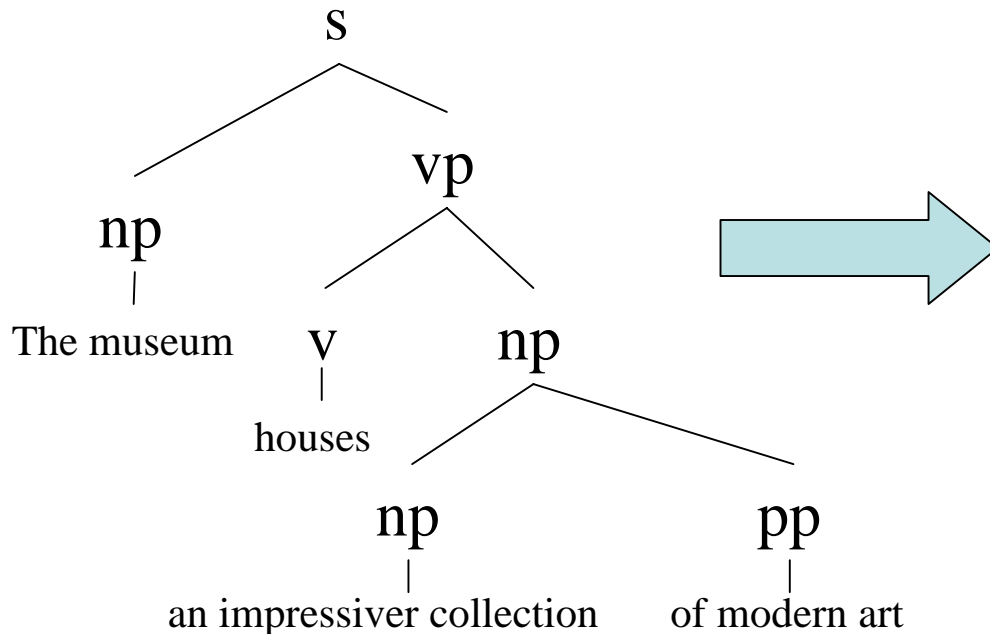 s
vp
np
The museum
v
np
houses
np
pp
an impressiver collection
of modern art